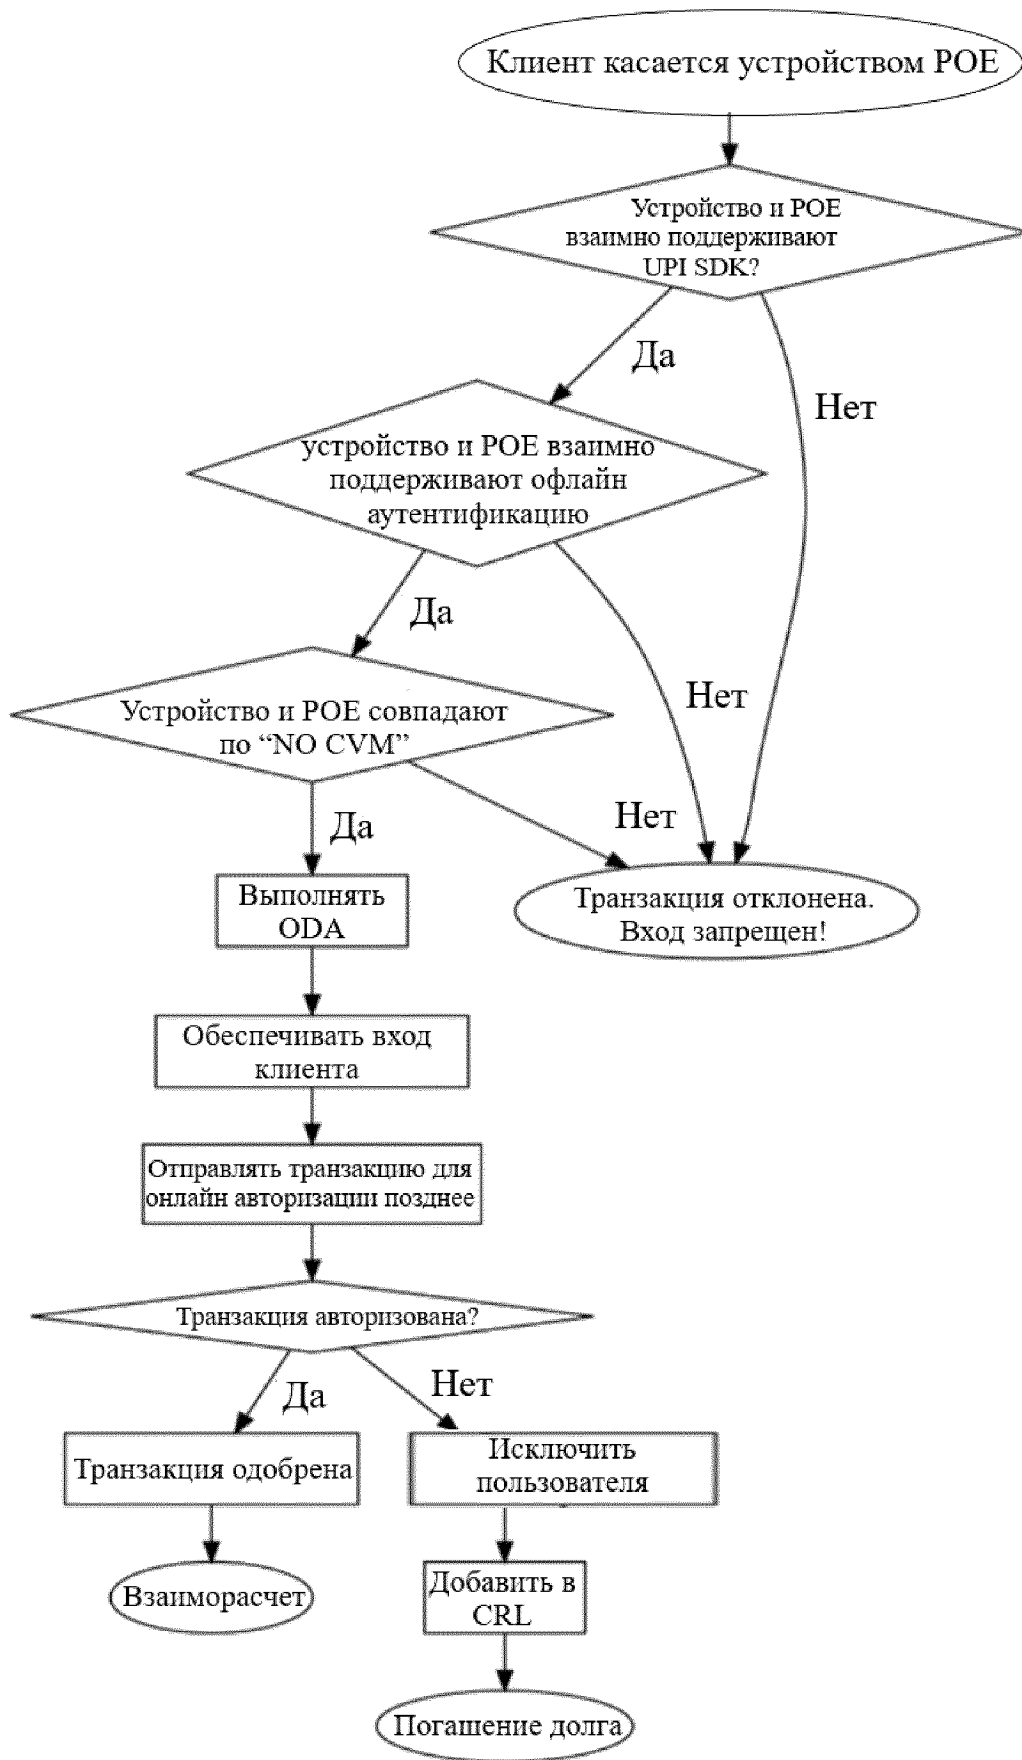 Клиент касается устройством POE
Устройство и POE
взаимно поддерживают
UPI SDK?
Да
Нет
устройство и POE взаимно
поддерживают офлайн
аутентификацию
Да
Нет
Устройство и POE совпадают
по “NO CVM”
Да
Нет
Выполнять
ODA
Транзакция отклонена.
Вход запрещен!
Обеспечивать вход
клиента
Отправлять транзакцию для
онлайн авторизации позднее
Транзакция авторизована?
Да
Нет
Транзакция одобрена
Исключить
пользователя
Взаиморасчет
Добавить в
CRL
Погашение долга